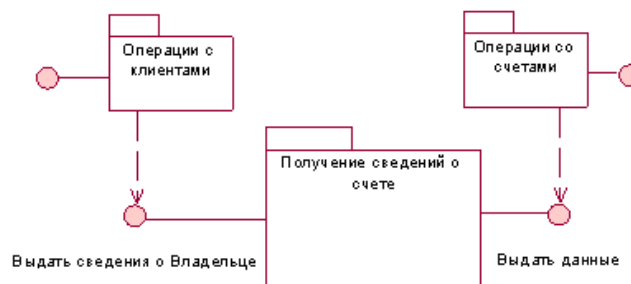 Операции с
клиентами
Операции со
счетами
Получение сведений о
счете
Выдать сведения о Владельце
Выдать данные